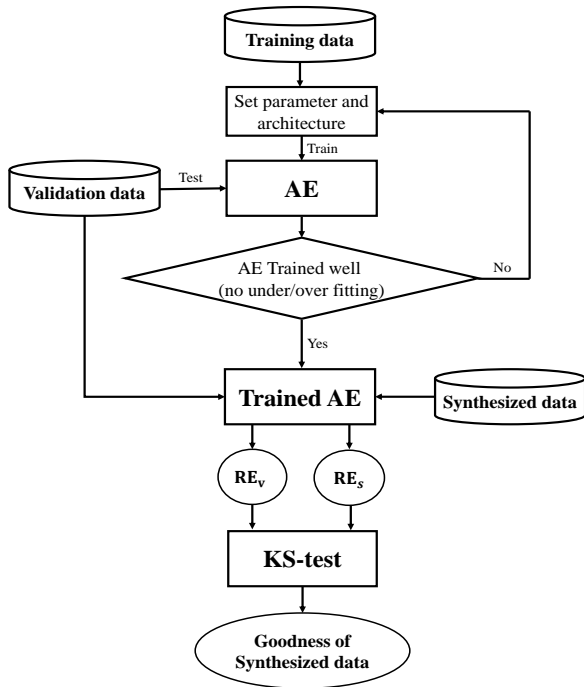 Training data
Set parameter and
architecture
Train
Validation data
Test
AE
AE Trained well
(no under/over fitting)
No
Yes
Trained AE
Synthesized data
REᵥ
REₛ
KS-test
Goodness of
Synthesized data